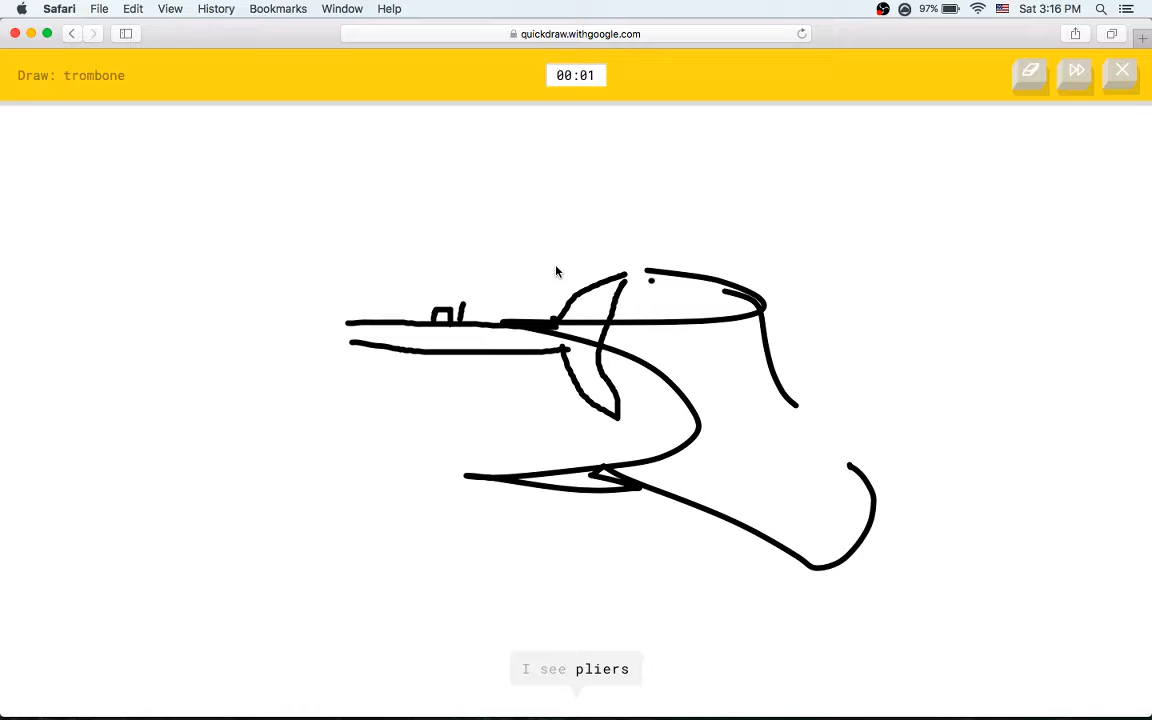 Safari File Edit View History Bookmarks Window Help 97% Sat 3:16 PM
quickdraw.withgoogle.com
Draw: trombone 00:01
I see pliers